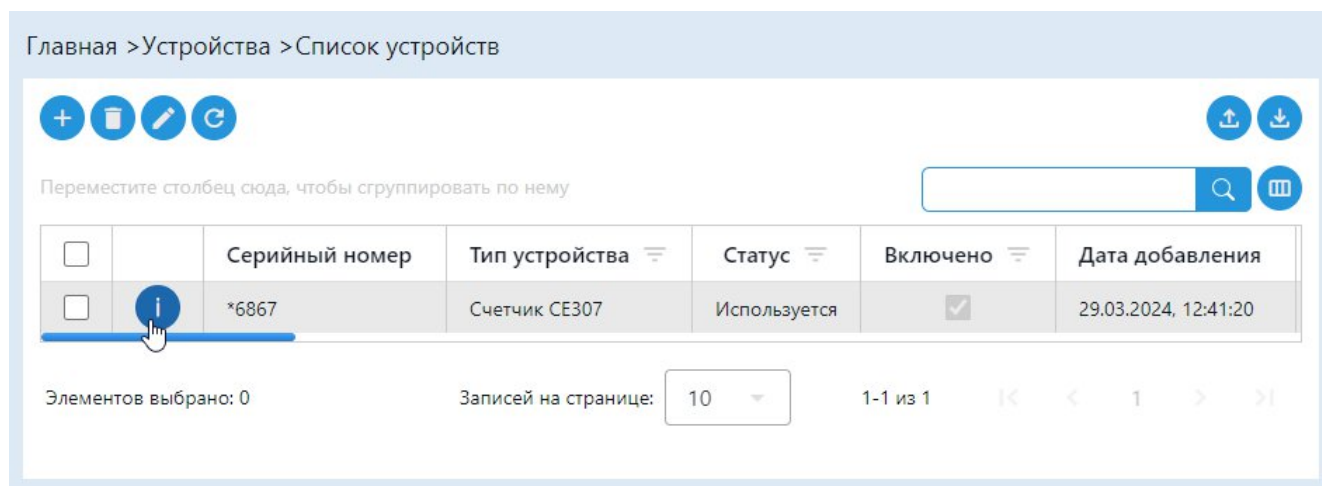 Главная >Устройства >Список устройств
Переместите столбец сюда, чтобы сгруппировать по нему
Серийный номер Тип устройства Статус Включено Дата добавления
i *6867 Счетчик СЕ307 Используется 29.03.2024, 12:41:20
Элементов выбрано: 0 Записей на странице: 10 1-1 из 1 1